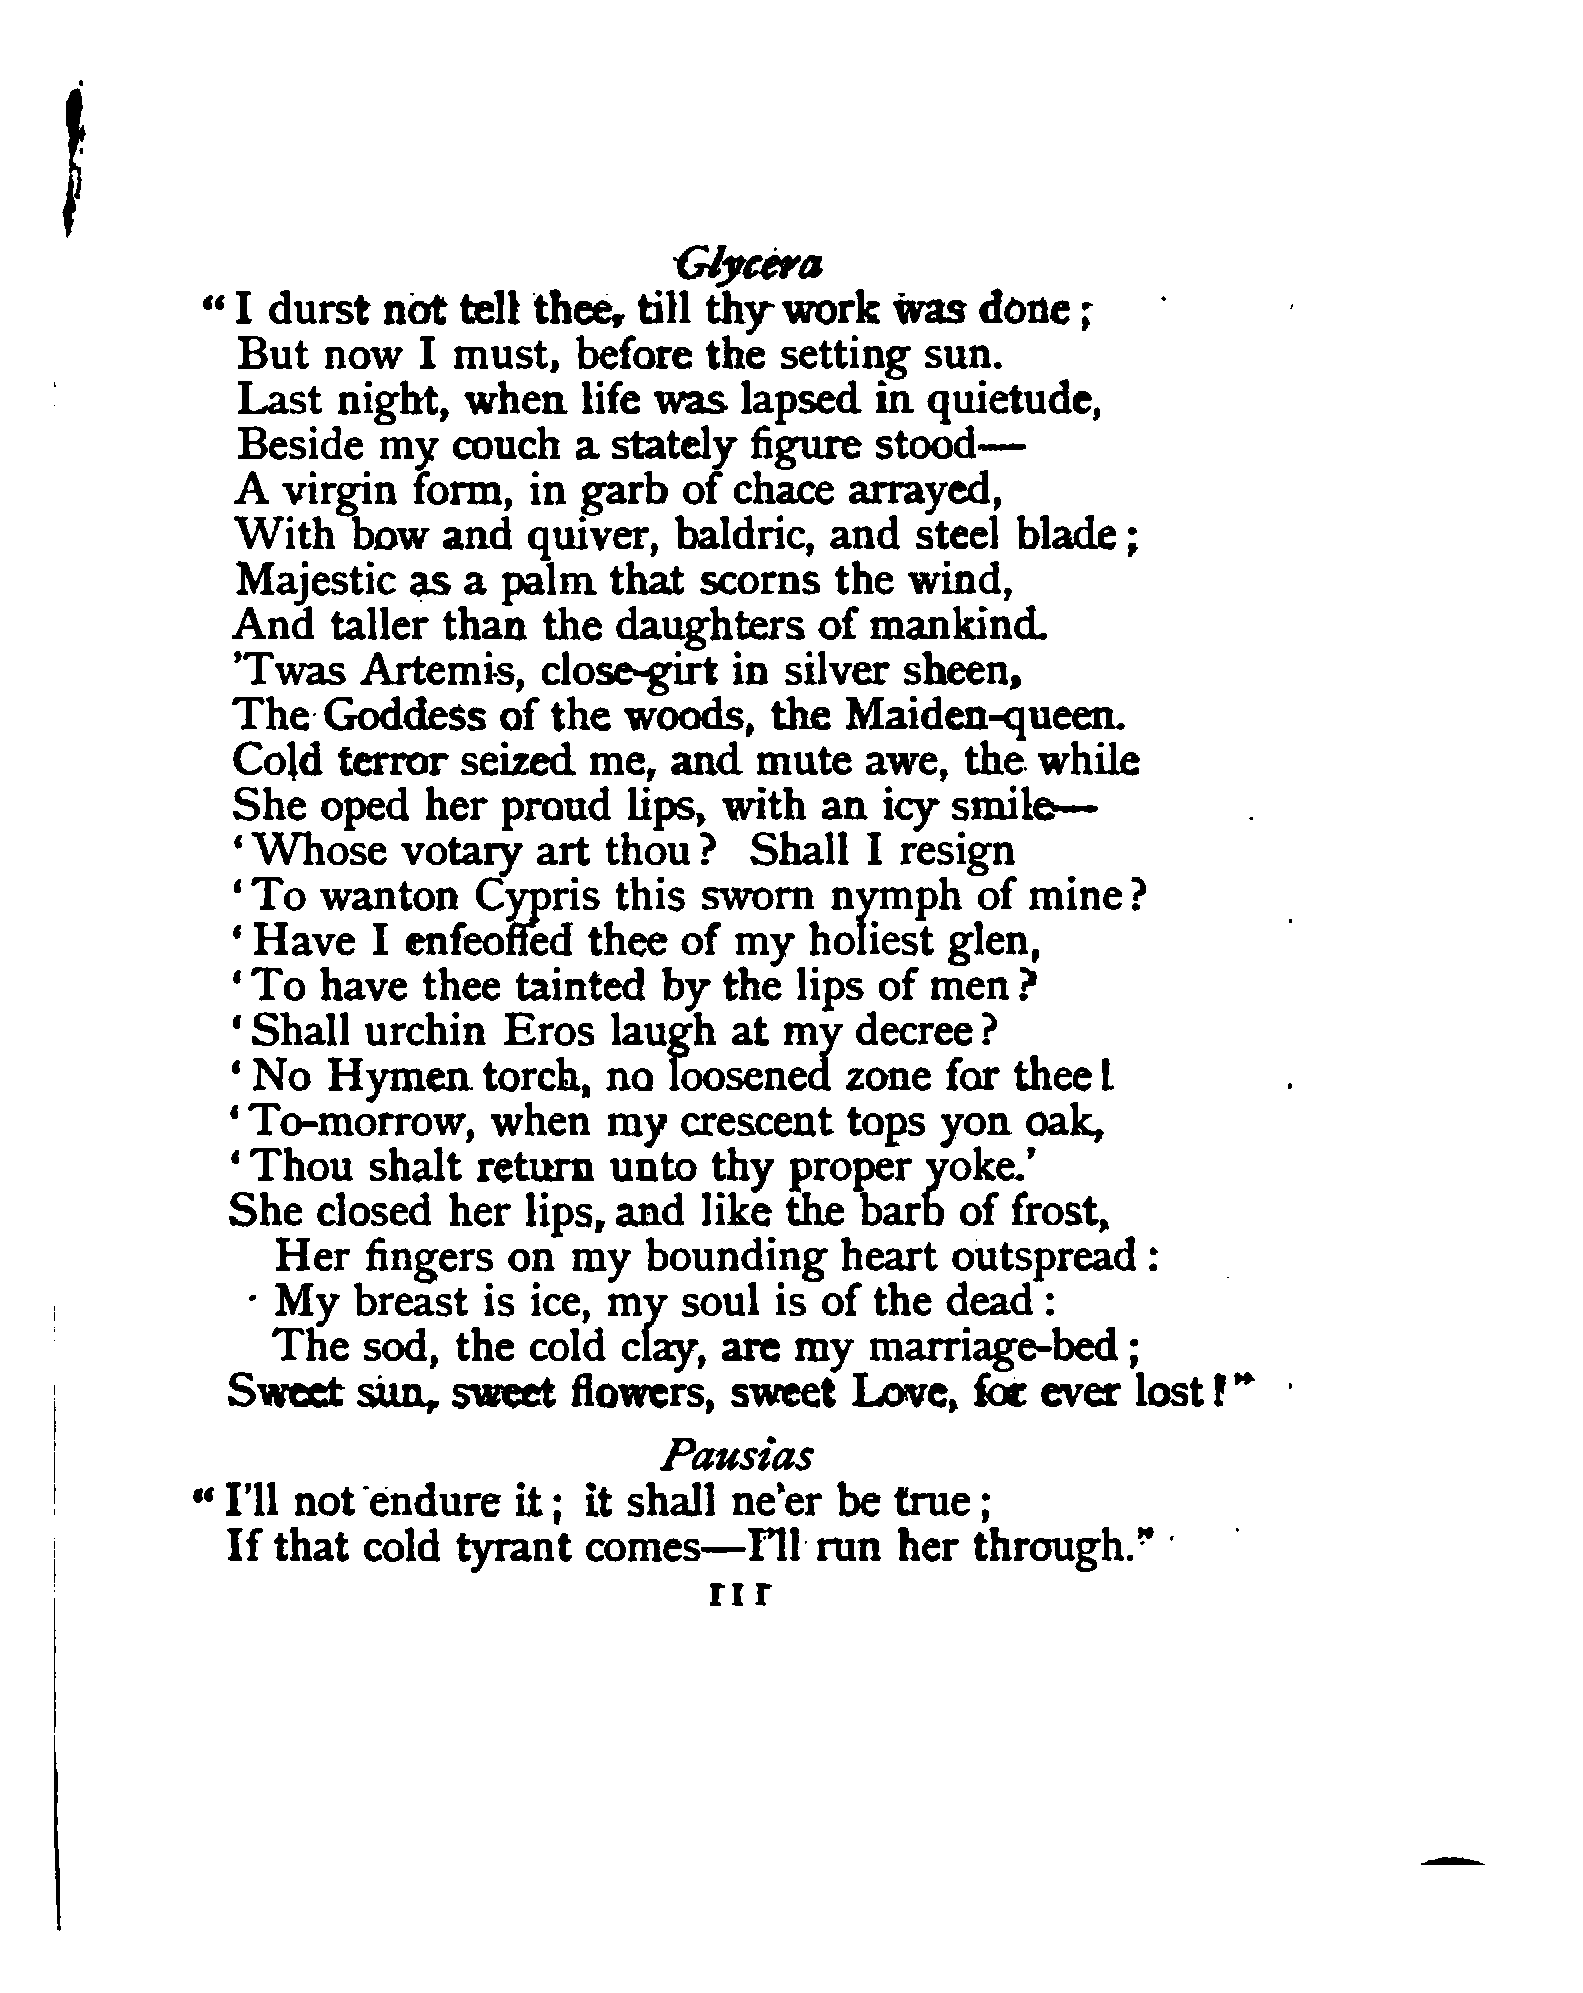 Glycera
“I durst not tell thee, till thy work was done;
But now I must, before the setting sun.
Last night, when life was lapsed in quietude,
Beside my couch a stately figure stood—
A virgin form, in garb of chace arrayed,
With bow and quiver, baldric, and steel blade;
Majestic as a palm that scorns the wind,
And taller than the daughters of mankind.
’Twas Artemis, close-girt in silver sheen,
The Goddess of the woods, the Maiden-queen.
Cold terror seized me, and mute awe, the while
She oped her proud lips, with an icy smile—
‘Whose votary art thou? Shall I resign
‘To wanton Cypris this sworn nymph of mine?
‘Have I enfeoffed thee of my holiest glen,
‘To have thee tainted by the lips of men?
‘Shall urchin Eros laugh at my decree?
‘No Hymen torch, no loosened zone for thee!
‘To-morrow, when my crescent tops yon oak,
‘Thou shalt return unto thy proper yoke.’
She closed her lips, and like the barb of frost,
Her fingers on my bounding heart outspread:
My breast is ice, my soul is of the dead:
The sod, the cold clay, are my marriage-bed;
Sweet sun, sweet flowers, sweet Love, for ever lost!”
Pausias
“I’ll not endure it; it shall ne’er be true;
If that cold tyrant comes—I’ll run her through.”
111